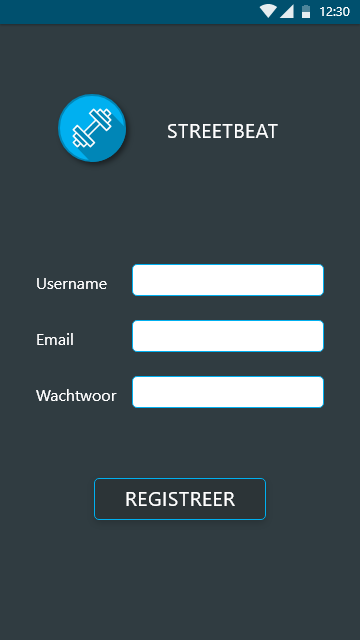 12:30
STREETBEAT
Username
Email
Wachtwoor
REGISTREER